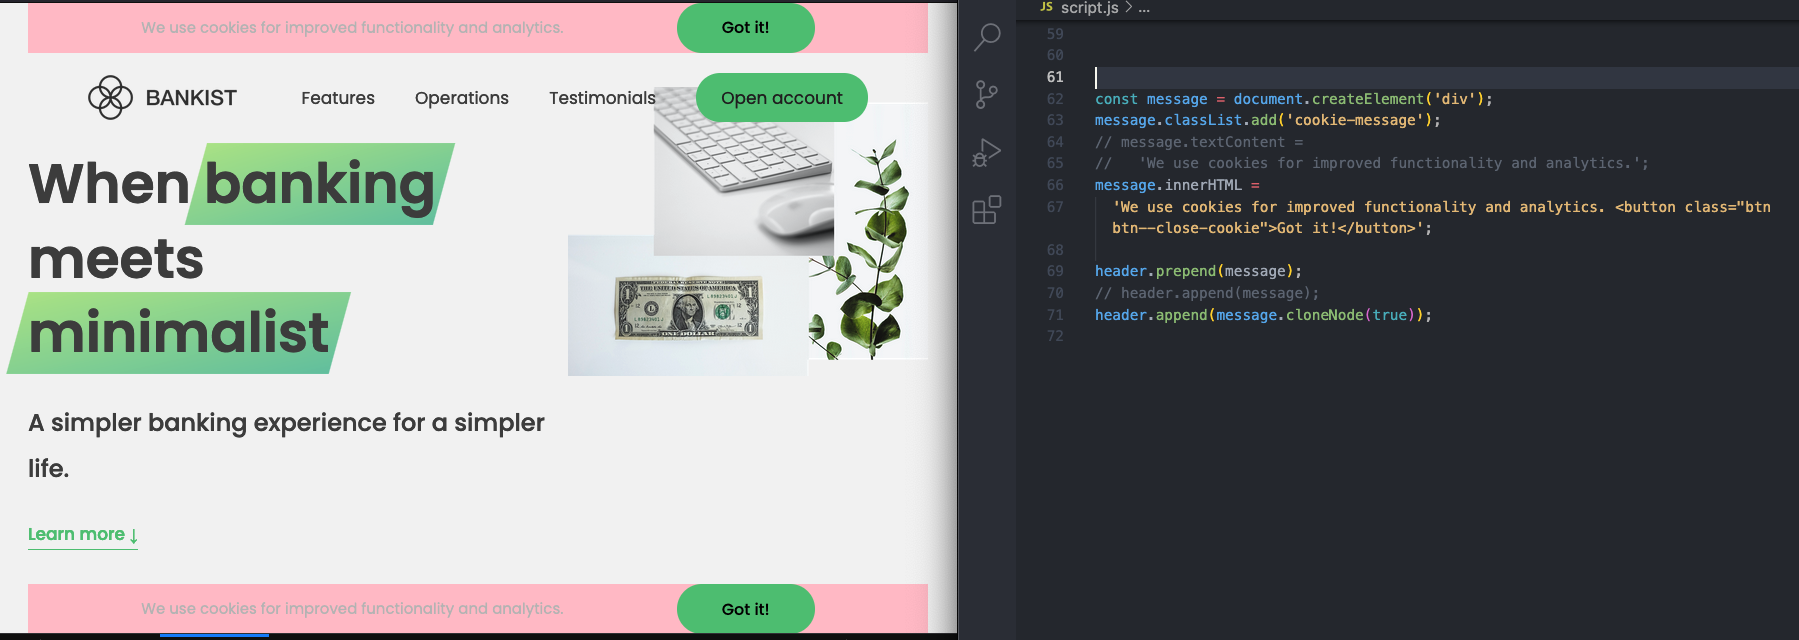 We use cookies for improved functionality and analytics. Got it!
BANKIST Features Operations Testimonials Open account
When banking
meets
minimalist
A simpler banking experience for a simpler
life.
Learn more ↓
We use cookies for improved functionality and analytics. Got it!
JS script.js > ...
59
60
61
62 const message = document.createElement('div');
63 message.classList.add('cookie-message');
64 // message.textContent =
65 //   'We use cookies for improved functionality and analytics.';
66 message.innerHTML =
67 'We use cookies for improved functionality and analytics. <button class="btn
btn--close-cookie">Got it!</button>';
68
69 header.prepend(message);
70 // header.append(message);
71 header.append(message.cloneNode(true));
72